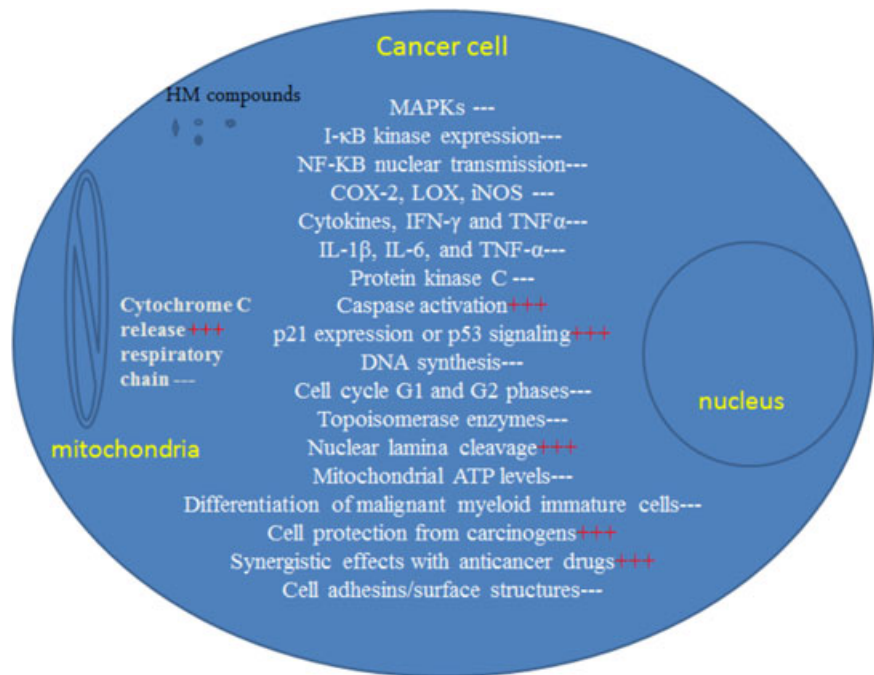 Cancer cell
HM compounds
MAPKs ---
I-κB kinase expression---
NF-KB nuclear transmission---
COX-2, LOX, iNOS ---
Cytokines, IFN-γ and TNFα---
IL-1β, IL-6, and TNF-α---
Protein kinase C ---
Caspase activation+++
p21 expression or p53 signaling+++
DNA synthesis---
Cell cycle G1 and G2 phases---
Topoisomerase enzymes---
Nuclear lamina cleavage+++
Mitochondrial ATP levels---
Differentiation of malignant myeloid immature cells---
Cell protection from carcinogens+++
Synergistic effects with anticancer drugs+++
Cell adhesins/surface structures---
Cytochrome C
release+++
respiratory
chain ---
mitochondria
nucleus